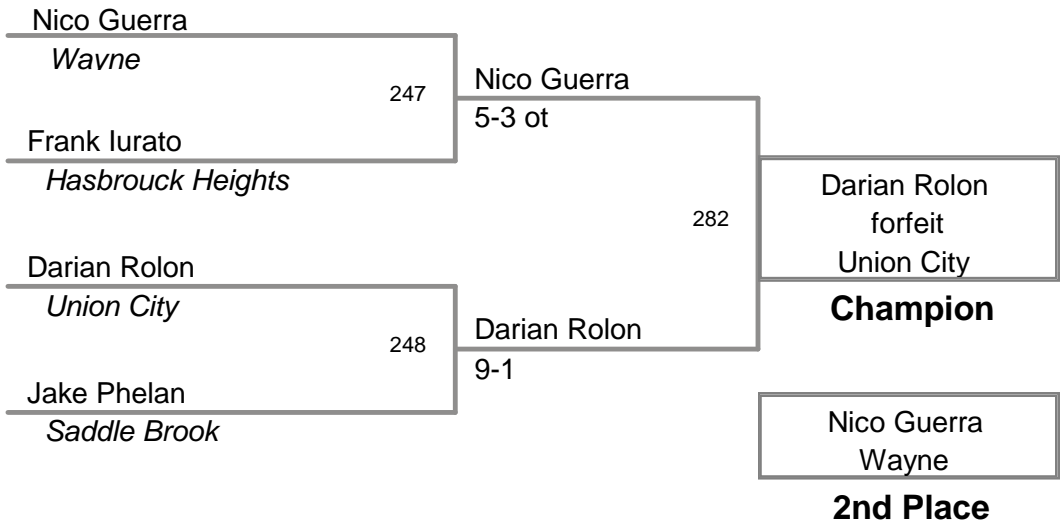 Nico Guerra
Wavne
247
Frank Iurato
Hasbrouck Heights
Nico Guerra
5-3 ot
Darian Rolon
Union City
248
Jake Phelan
Saddle Brook
Darian Rolon
9-1
282
Darian Rolon
forfeit
Union City
Champion
Nico Guerra
Wayne
2nd Place